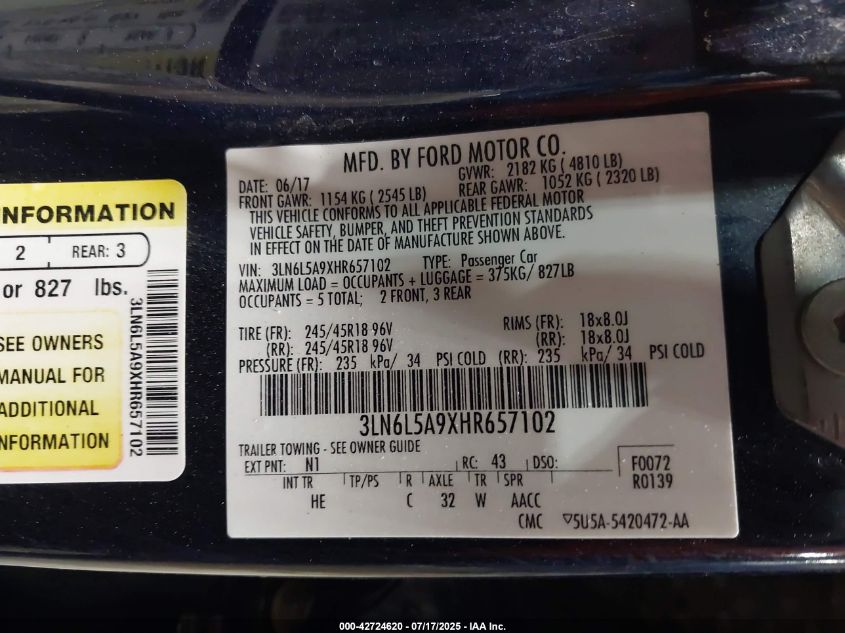 NFORMATION
2 REAR: 3
or 827 lbs.
SEE OWNERS
MANUAL FOR
ADDITIONAL
INFORMATION
3LN6L5A9XHR657102
MFD. BY FORD MOTOR CO.
DATE: 06/17 GVWR: 2182 KG ( 4810 LB)
FRONT GAWR: 1154 KG ( 2545 LB) REAR GAWR: 1052 KG ( 2320 LB)
THIS VEHICLE CONFORMS TO ALL APPLICABLE FEDERAL MOTOR
VEHICLE SAFETY, BUMPER, AND THEFT PREVENTION STANDARDS
IN EFFECT ON THE DATE OF MANUFACTURE SHOWN ABOVE.
VIN: 3LN6L5A9XHR657102 TYPE: Passenger Car
MAXIMUM LOAD = OCCUPANTS + LUGGAGE = 375KG/ 827LB
OCCUPANTS = 5 TOTAL; 2 FRONT, 3 REAR
TIRE (FR): 245/45R18 96V RIMS (FR): 18x8.0J
(RR): 245/45R18 96V (RR): 18x8.0J
PRESSURE (FR): 235 kPa/ 34 PSI COLD (RR): 235 kPa/ 34 PSI COLD
3LN6L5A9XHR657102
TRAILER TOWING - SEE OWNER GUIDE
EXT PNT: N1 RC: 43 DSO: F0072
INT TR TP/PS R AXLE TR SPR R0139
HE C 32 W AACC
CMC ▽5U5A-5420472-AA
000-42724620 - 07/17/2025 - IAA Inc.